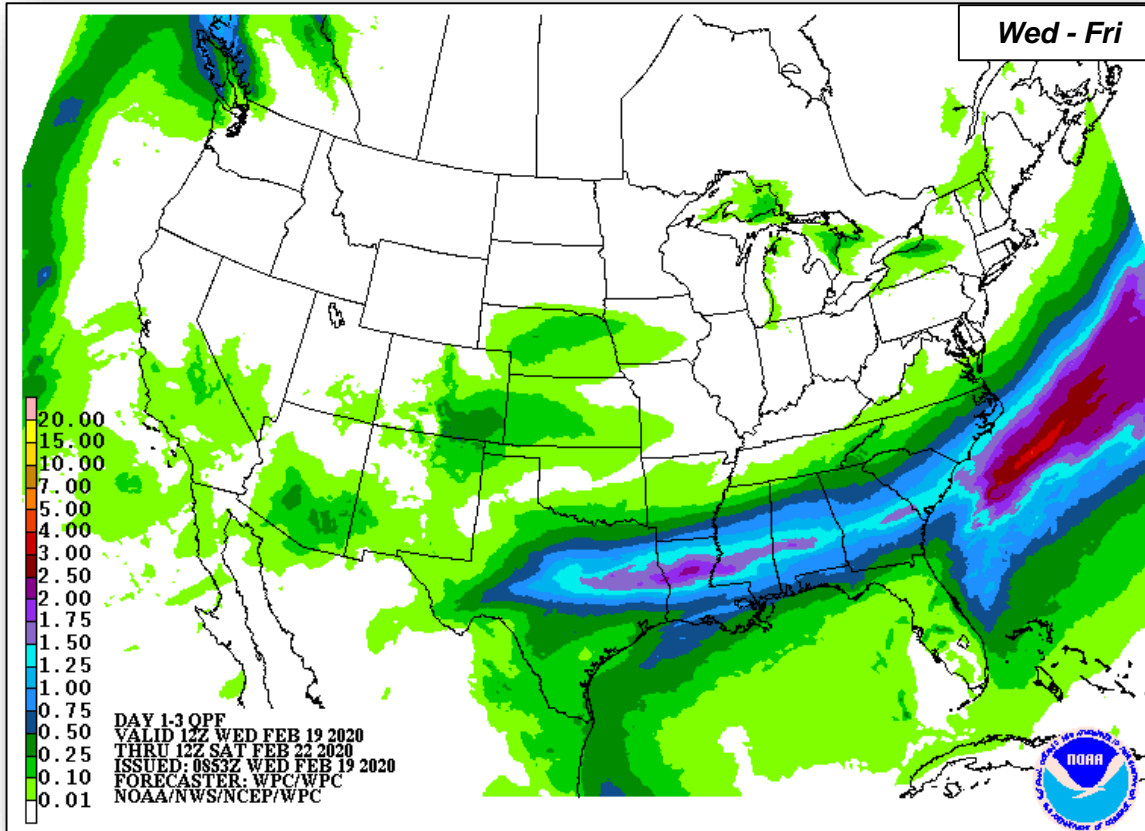 Wed - Fri
20.00
15.00
10.00
7.00
5.00
4.00
3.00
2.50
2.00
1.75
1.50
1.25
1.00
0.75
0.50
0.25
0.10
0.01
DAY 1-3 QPF
VALID 12Z WED FEB 19 2020
THRU 12Z SAT FEB 22 2020
ISSUED: 0853Z WED FEB 19 2020
FORECASTER: WPC/WPC
NOAA/NWS/NCEP/WPC
NOAA